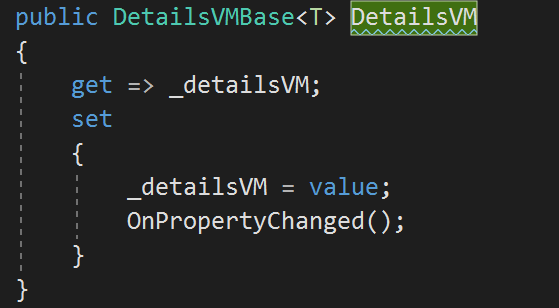 public DetailsVMBase<T> DetailsVM
{
get => _detailsVM;
set
{
_detailsVM = value;
OnPropertyChanged();
}
}